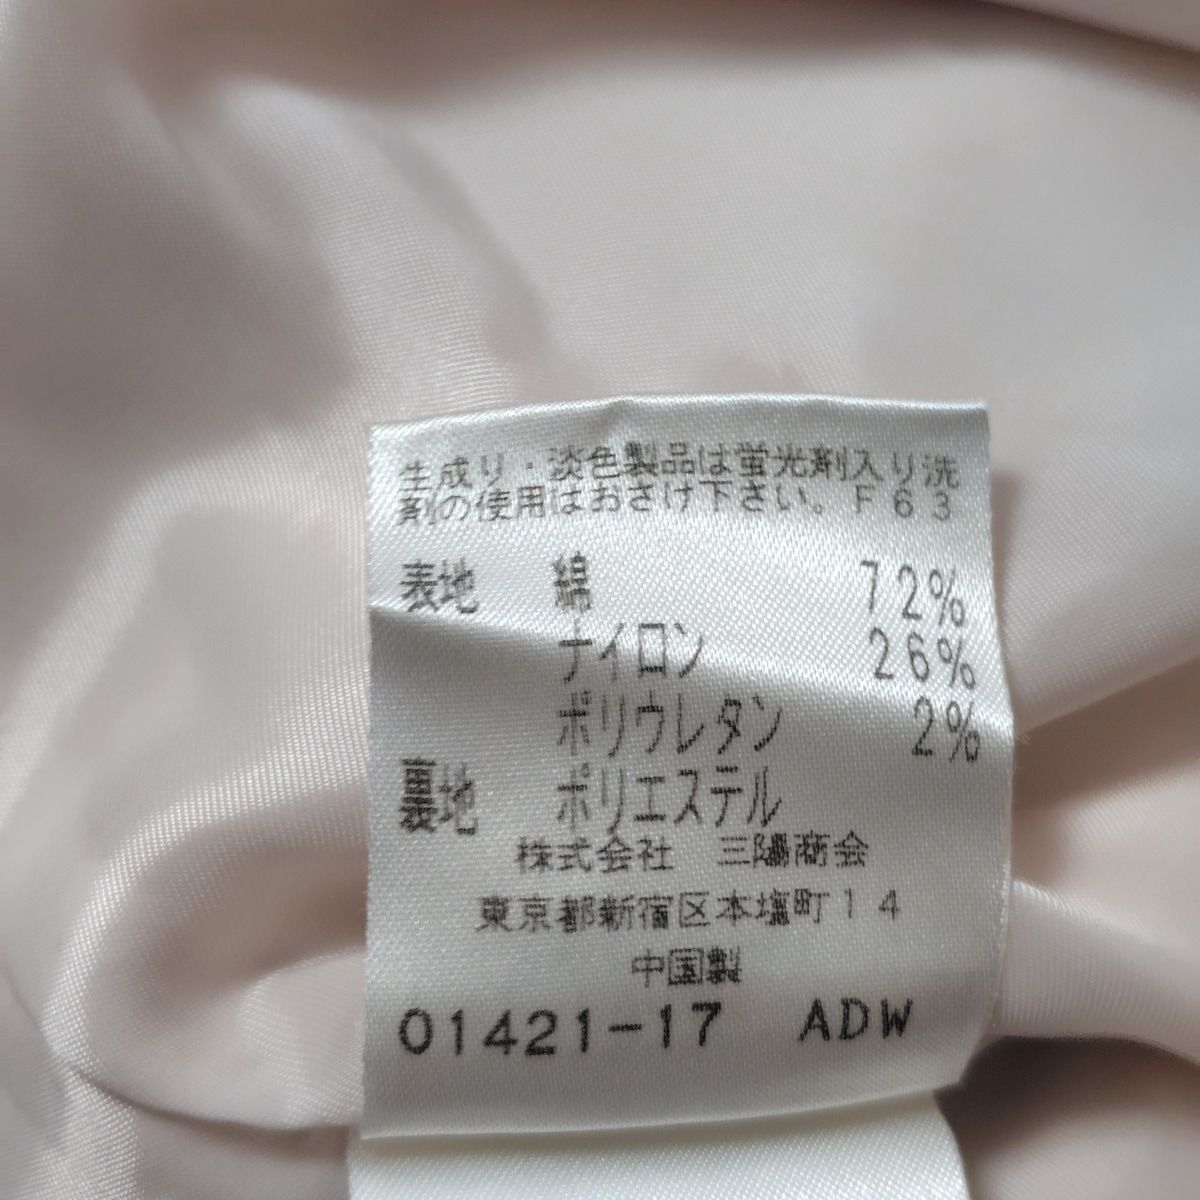 生成り・淡色製品は蛍光剤入り洗
剤の使用はおさけ下さい。F63
表地 綿 72%
ナイロン 26%
ポリウレタン 2%
裏地 ポリエステル
株式会社 三陽商会
東京都新宿区本塩町14
中国製
01421-17 ADW